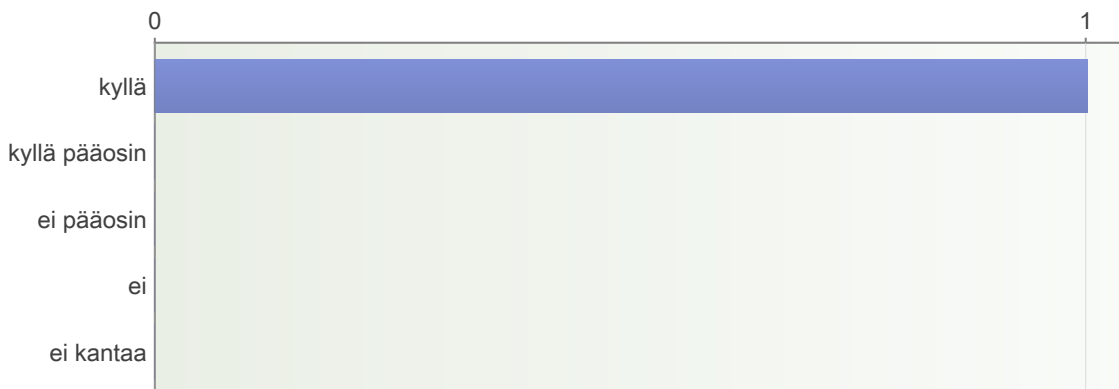 0 1
kyllä
kyllä pääosin
ei pääosin
ei
ei kantaa